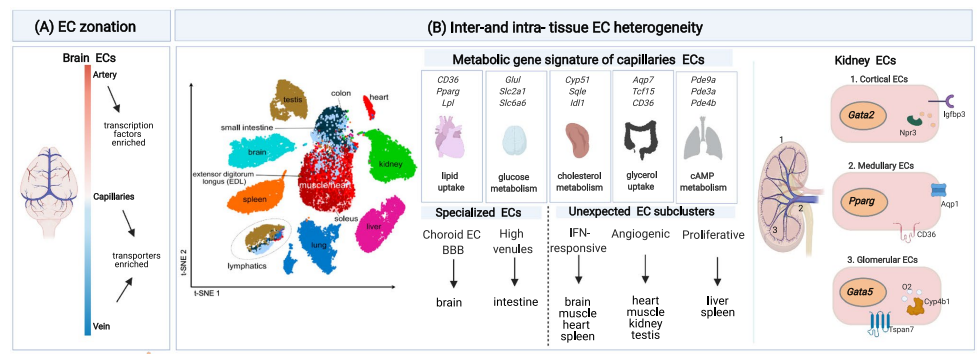 (A) EC zonation
(B) Inter-and intra- tissue EC heterogeneity
Brain ECs
Artery
transcription
factors
enriched
Capillaries
transporters
enriched
Vein
t-SNE 2
t-SNE 1
testis
colon
heart
small intestine
brain
kidney
extensor digitorum
longus (EDL)
muscle/heart
spleen
soleus
liver
lung
lymphatics
Metabolic gene signature of capillaries ECs
CD36
Pparg
Lpl
lipid
uptake
Glul
Slc2a1
Slc6a6
glucose
metabolism
Cyp51
Sqle
Idl1
cholesterol
metabolism
Aqp7
Tcf15
CD36
glycerol
uptake
Pde9a
Pde3a
Pde4b
cAMP
metabolism
Specialized ECs
Unexpected EC subclusters
Choroid EC
BBB
brain
High
venules
intestine
IFN-
responsive
brain
muscle
heart
spleen
Angiogenic
heart
muscle
kidney
testis
Proliferative
liver
spleen
Kidney ECs
1
2
3
1. Cortical ECs
Gata2
Npr3
Igfbp3
2. Medullary ECs
Pparg
Aqp1
CD36
3. Glomerular ECs
Gata5
O2
Cyp4b1
Tspan7